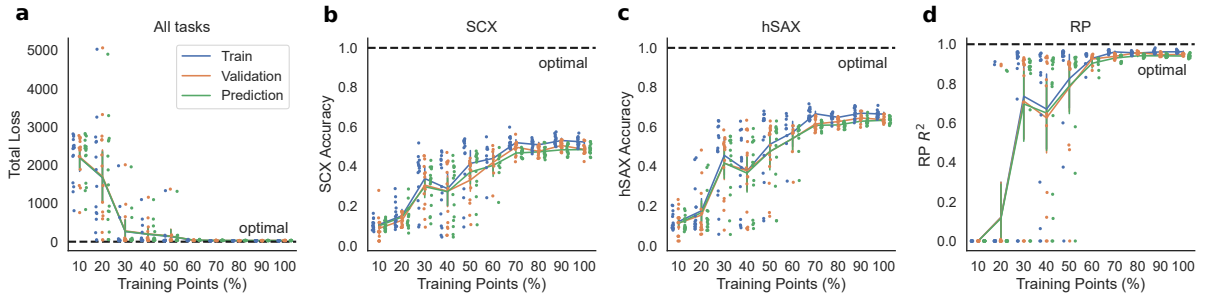 a
All tasks
Total Loss
5000
4000
3000
2000
1000
0
Train
Validation
Prediction
optimal
10 20 30 40 50 60 70 80 90 100
Training Points (%)
b
SCX
SCX Accuracy
1.0
0.8
0.6
0.4
0.2
0.0
optimal
10 20 30 40 50 60 70 80 90 100
Training Points (%)
c
hSAX
hSAX Accuracy
1.0
0.8
0.6
0.4
0.2
0.0
optimal
10 20 30 40 50 60 70 80 90 100
Training Points (%)
d
RP
RP R²
1.0
0.8
0.6
0.4
0.2
0.0
optimal
10 20 30 40 50 60 70 80 90 100
Training Points (%)